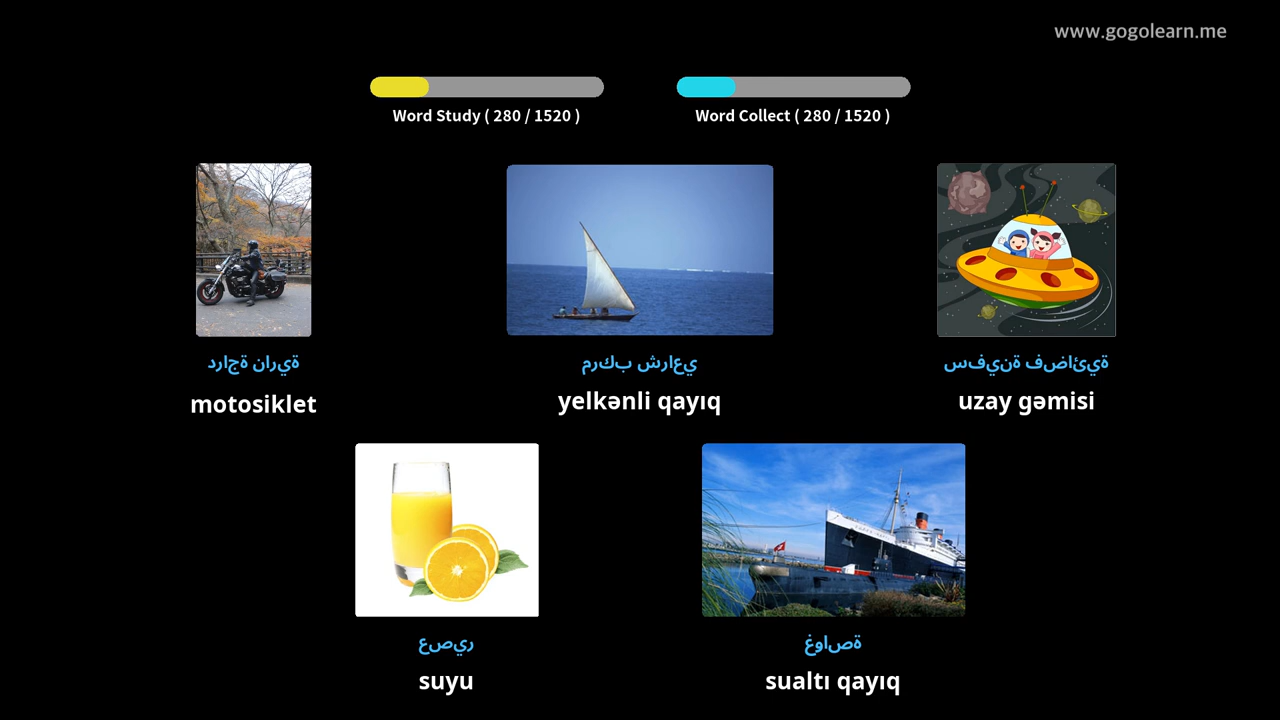 www.gogolearn.me
Word Study ( 280 / 1520 )
Word Collect ( 280 / 1520 )
دراجة نارية
motosiklet
مركب شراعي
yelkənli qayıq
سفينة فضائية
uzay gəmisi
عصير
suyu
غواصة
sualtı qayıq